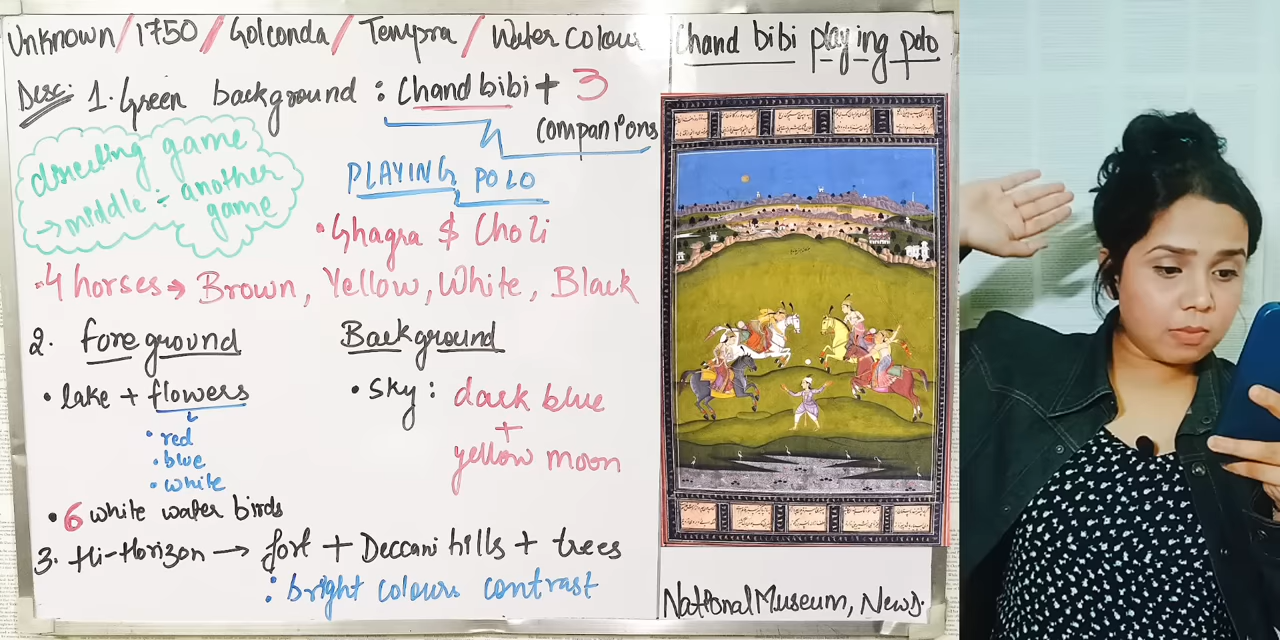 Unknown / 1750 / Golconda / Tempra / Water Colour
Chand bibi playing polo
Desc: 1. Green background : Chand bibi + 3
companions
directing game
→ middle : another
game
PLAYING POLO
• Ghagra $ Choli
• 4 horses → Brown, Yellow, White, Black
2. foreground
Background
• lake + flowers
• red
• blue
• white
• sky : dark blue
+
yellow moon
• 6 white water birds
3. Hi-Horizon → fort + Deccani hills + trees
: bright colours contrast
National Museum, New D.